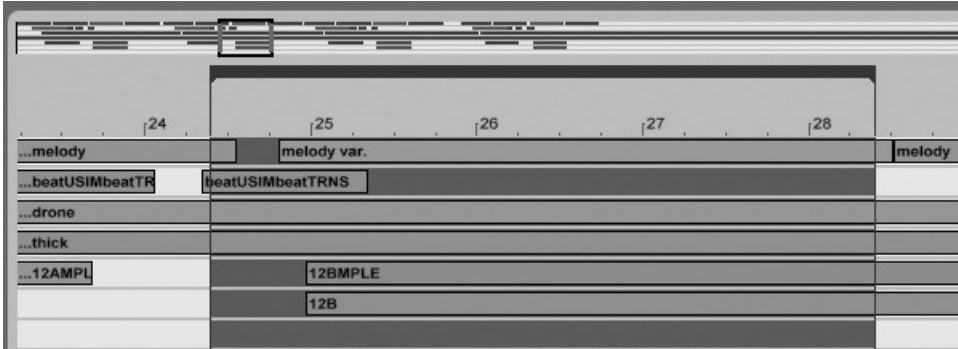 24 25 26 27 28
...melody melody var. melody
...beatUSIMbeatTR beatUSIMbeatTRNS
...drone
...thick
...12AMPL 12BMPLE
12B